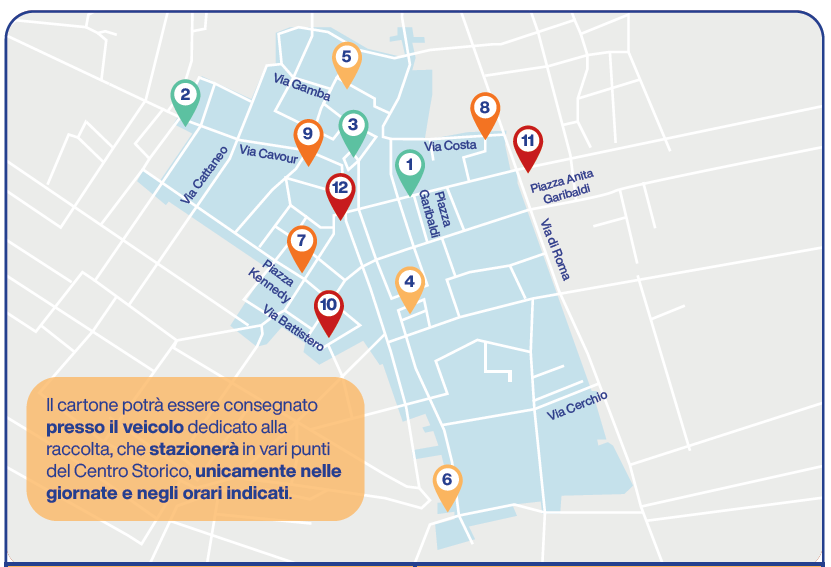 5
Via Gamba
2
8
3
9
11
Via Costa
Via Cavour
1
Via Cattaneo
12
Piazza Anita
Garibaldi
Piazza
Garibaldi
7
Via di Roma
Piazza
Kennedy
4
10
Via Battistero
Il cartone potrà essere consegnato
presso il veicolo dedicato alla
raccolta, che stazionerà in vari punti
del Centro Storico, unicamente nelle
giornate e negli orari indicati.
Via Cerchio
6